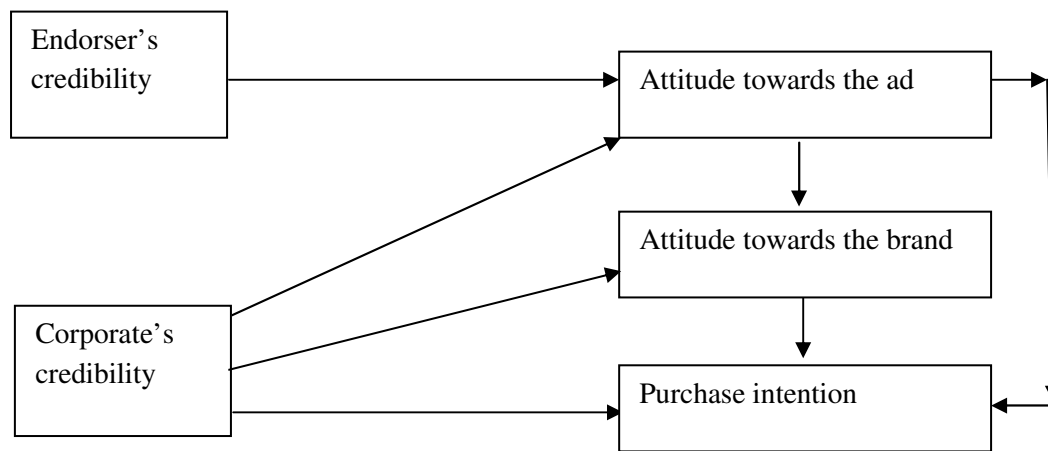 Endorser’s
credibility
Attitude towards the ad
Attitude towards the brand
Corporate’s
credibility
Purchase intention